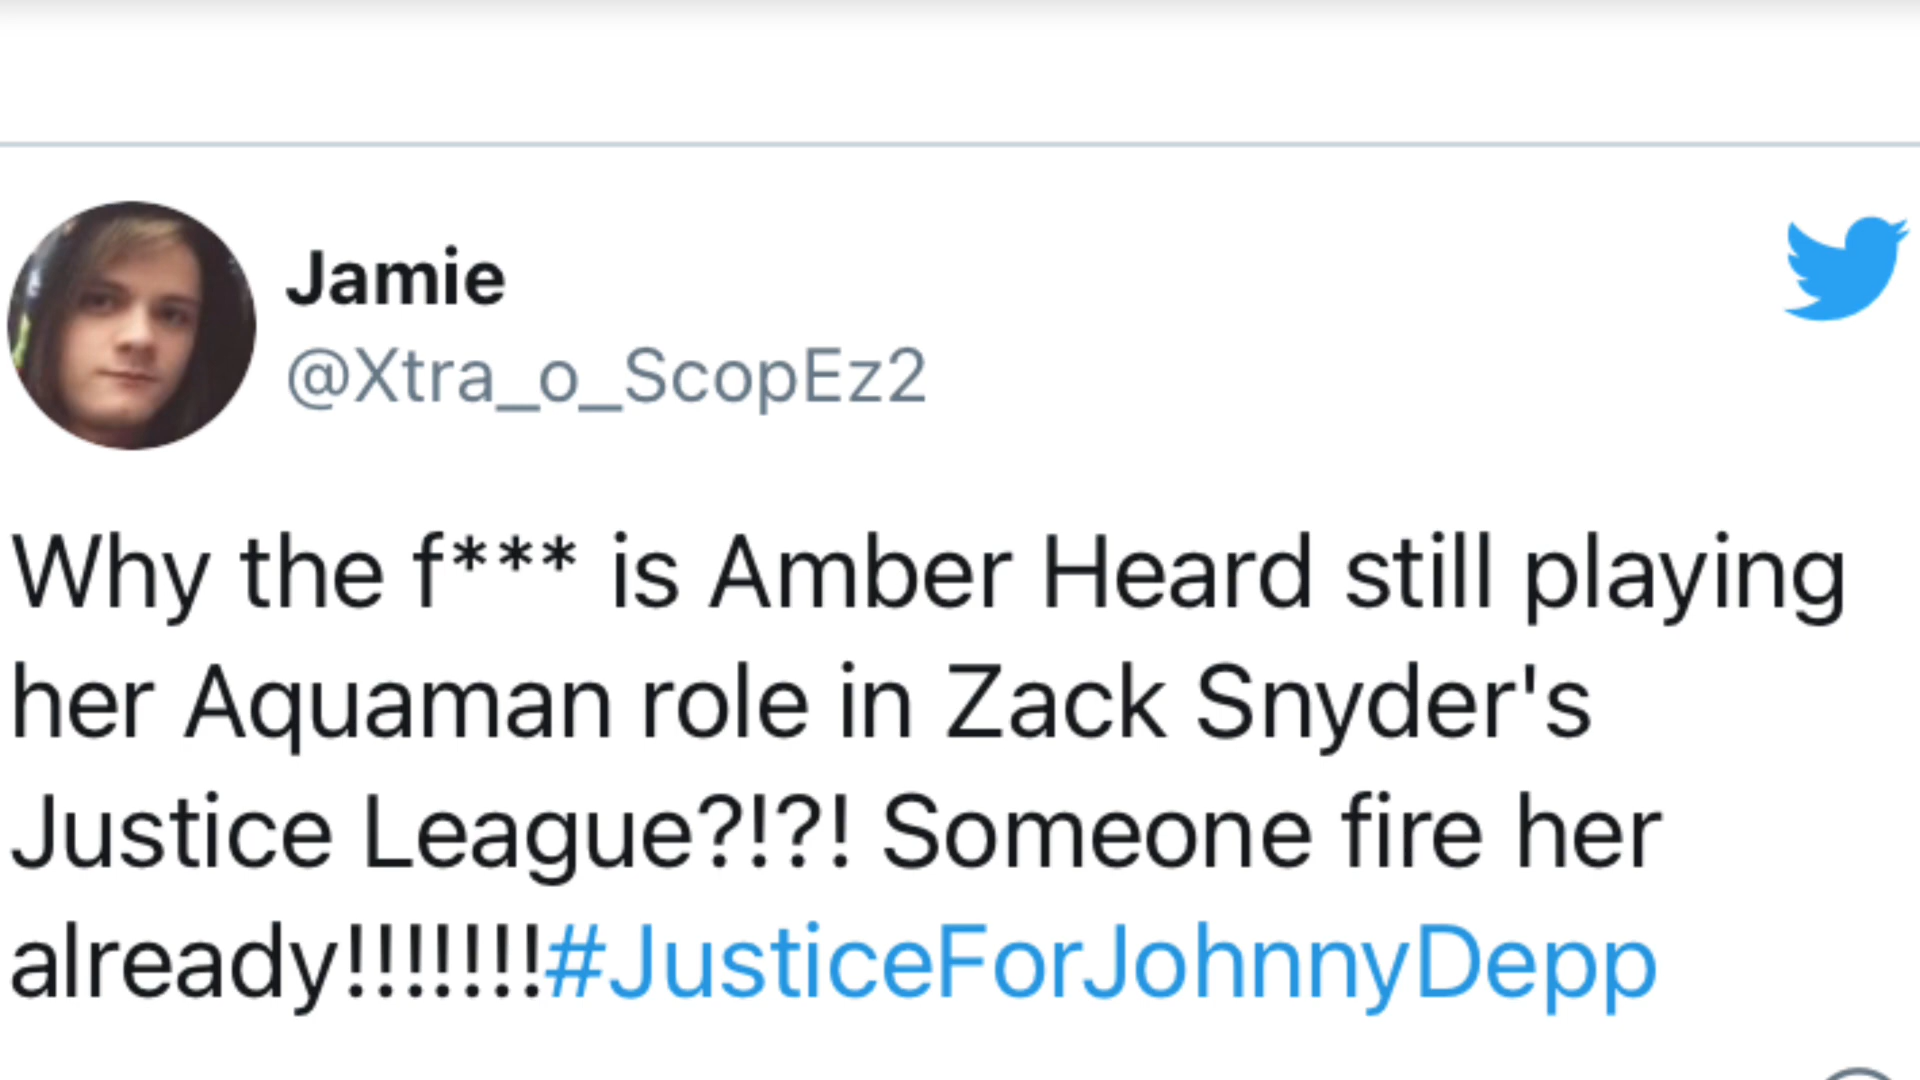 Jamie
@Xtra_o_ScopEz2
Why the f*** is Amber Heard still playing
her Aquaman role in Zack Snyder's
Justice League?!?! Someone fire her
already!!!!!!!#JusticeForJohnnyDepp